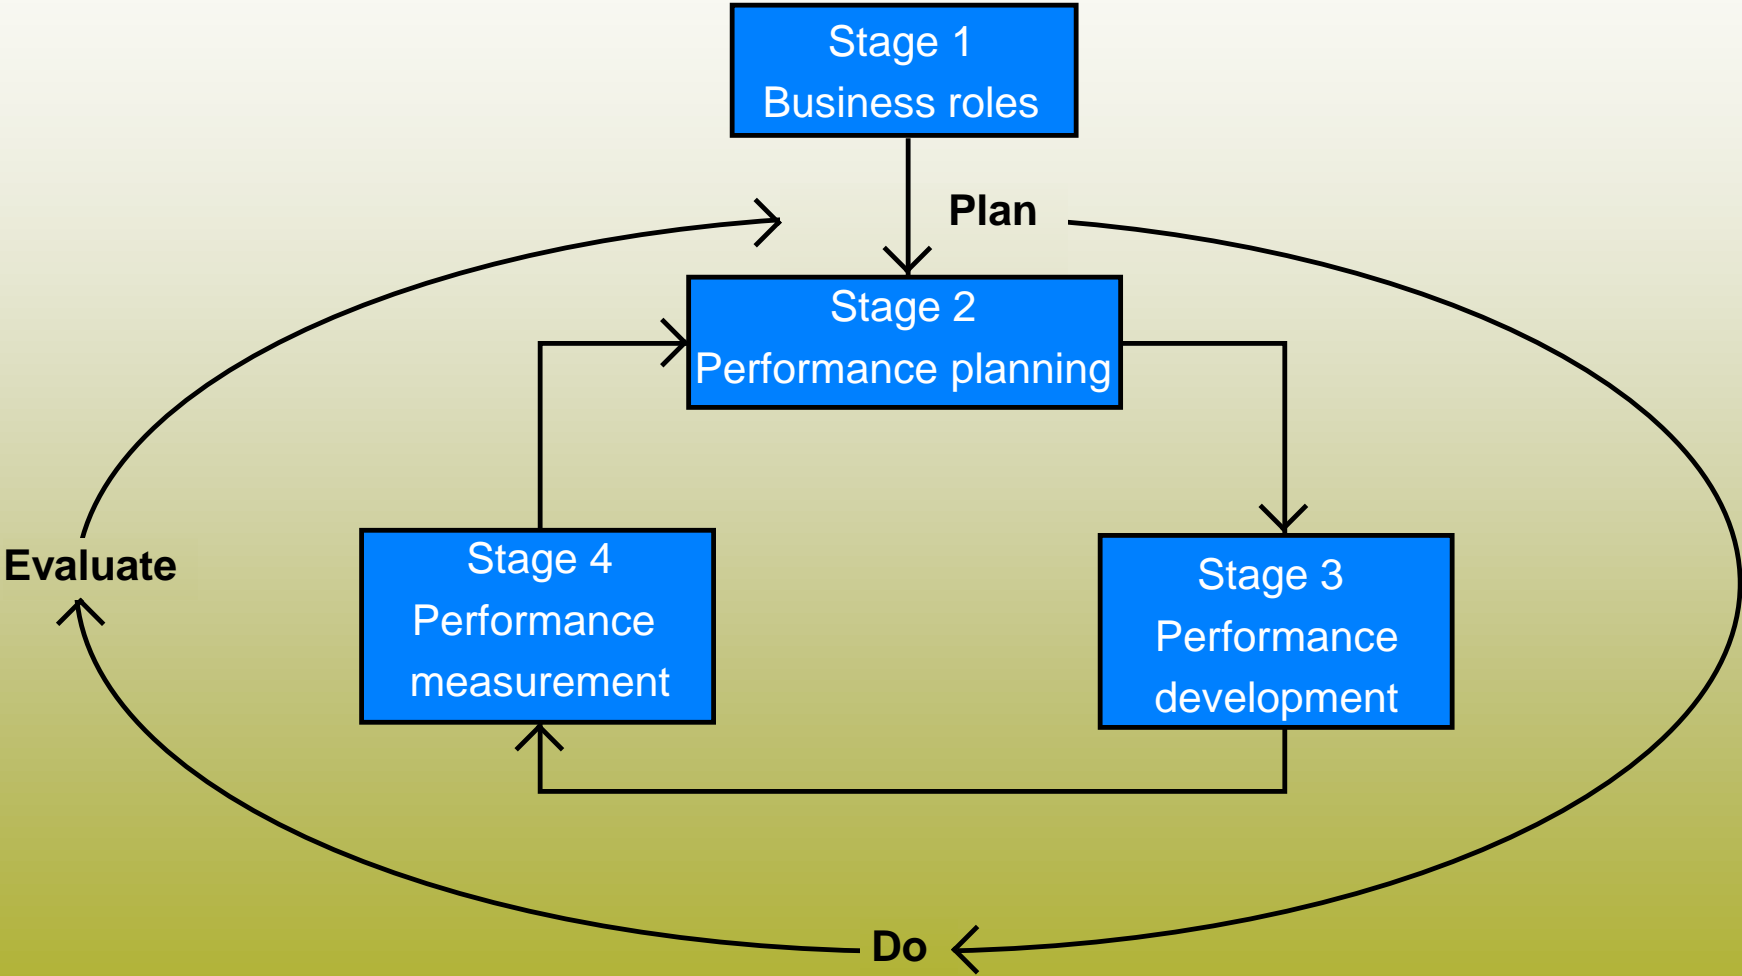 Stage 1
Business roles
Plan
Stage 2
Performance planning
Evaluate
Stage 4
Performance
measurement
Stage 3
Performance
development
Do